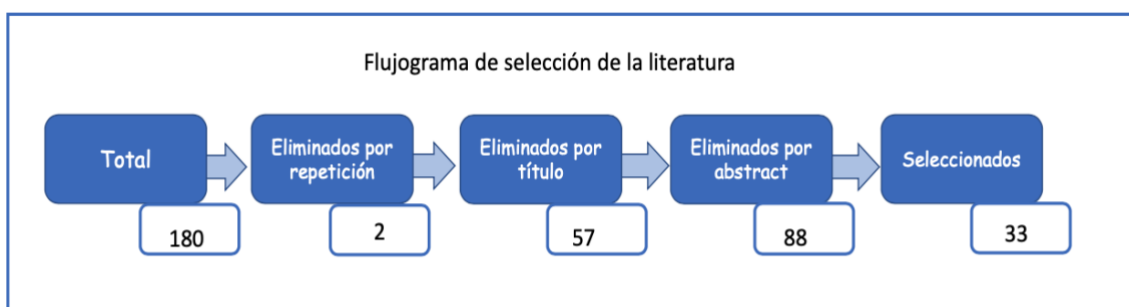 Flujograma de selección de la literatura
Total
180
Eliminados por
repetición
2
Eliminados por
título
57
Eliminados por
abstract
88
Seleccionados
33